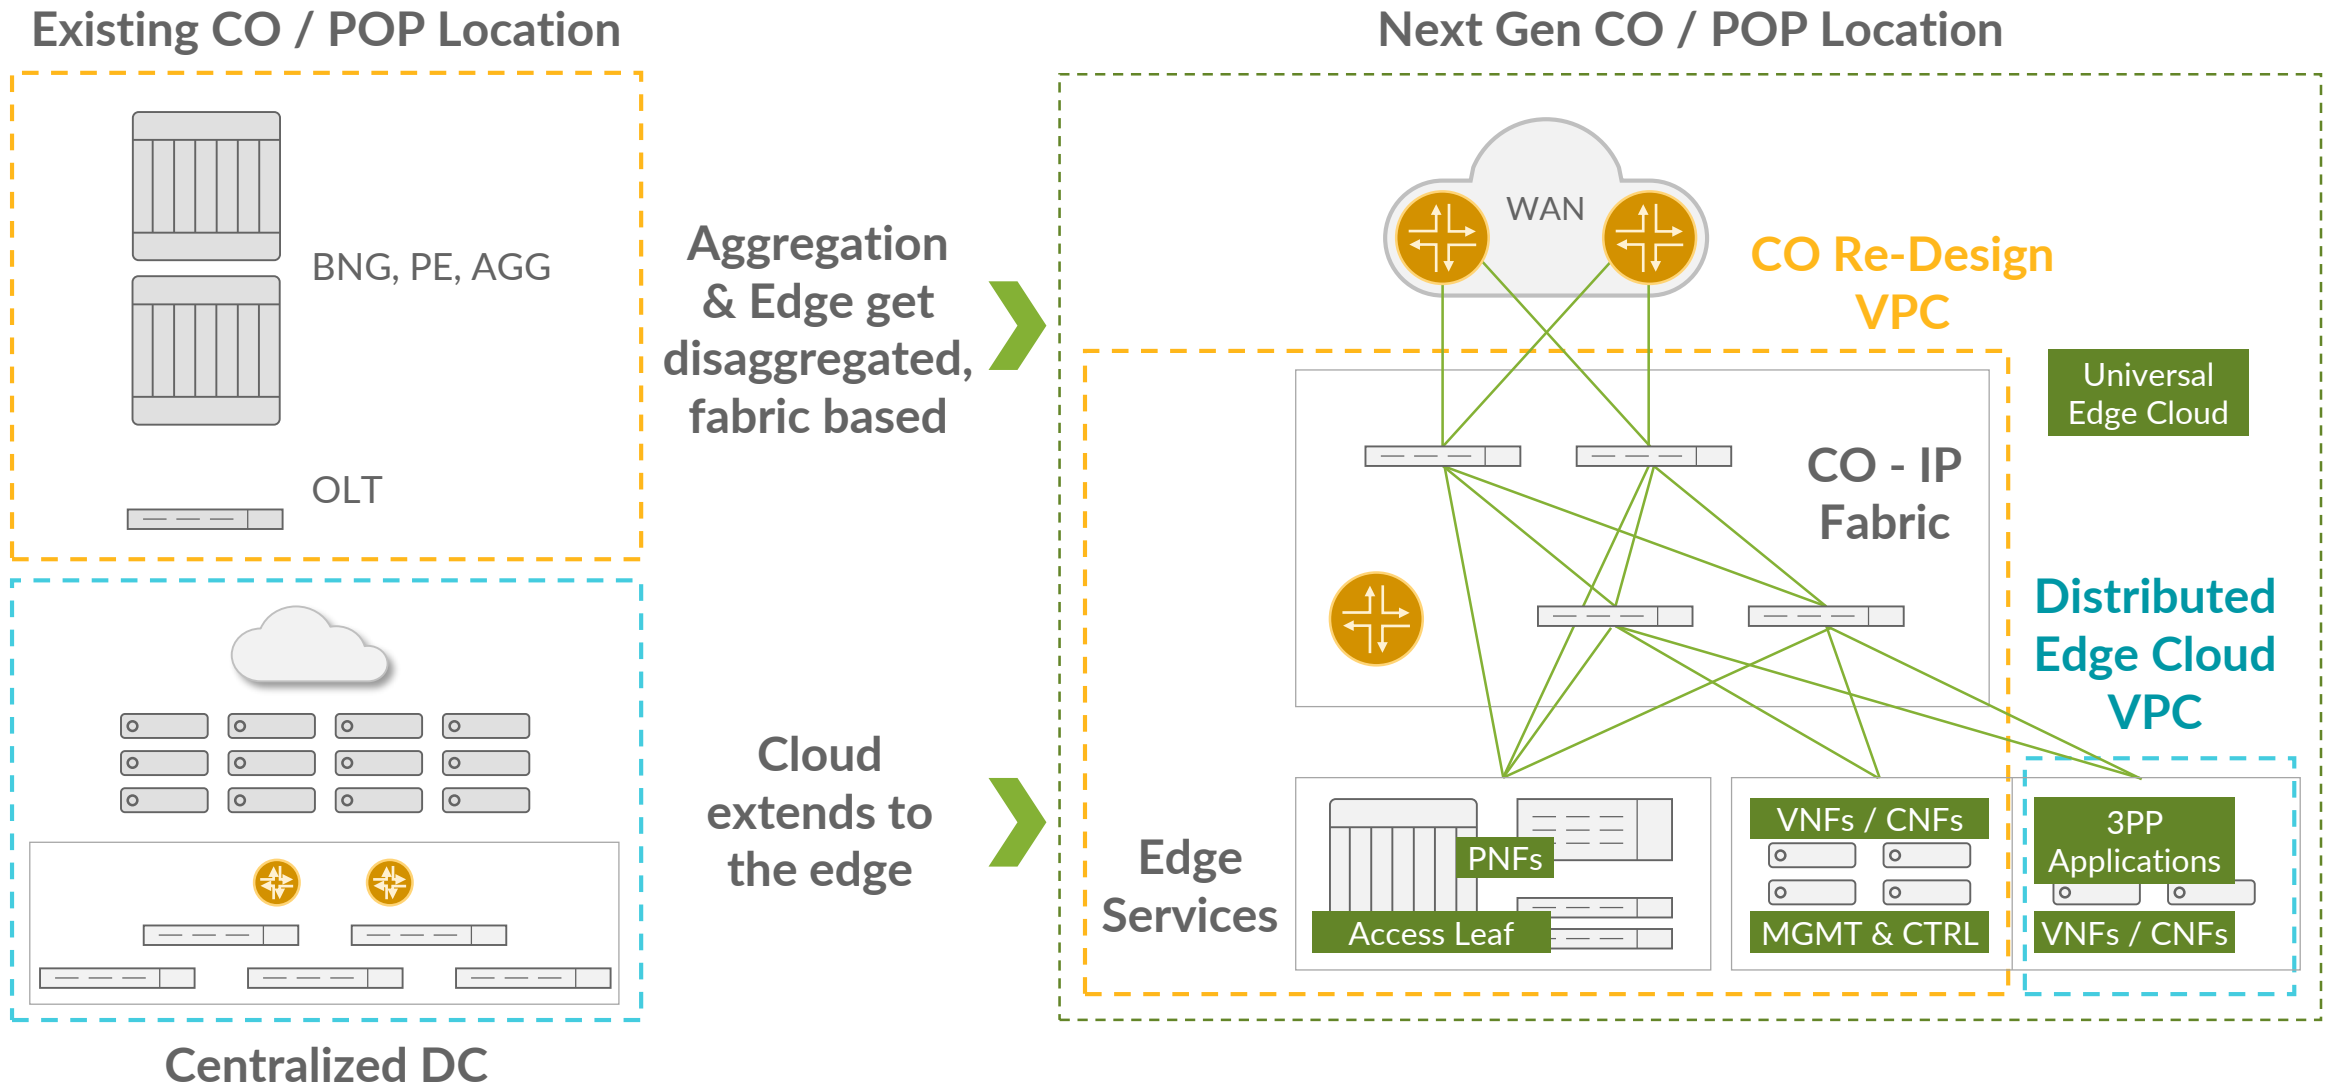 Existing CO / POP Location
BNG, PE, AGG
OLT
Centralized DC
Aggregation
& Edge get
disaggregated,
fabric based
Cloud
extends to
the edge
Next Gen CO / POP Location
WAN
CO Re-Design
VPC
Universal
Edge Cloud
CO - IP
Fabric
Distributed
Edge Cloud
VPC
Edge
Services
PNFs
Access Leaf
VNFs / CNFs
MGMT & CTRL
3PP
Applications
VNFs / CNFs